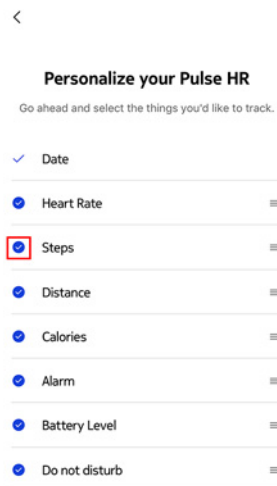 Personalize your Pulse HR
Go ahead and select the things you'd like to track.
Date
Heart Rate
Steps
Distance
Calories
Alarm
Battery Level
Do not disturb